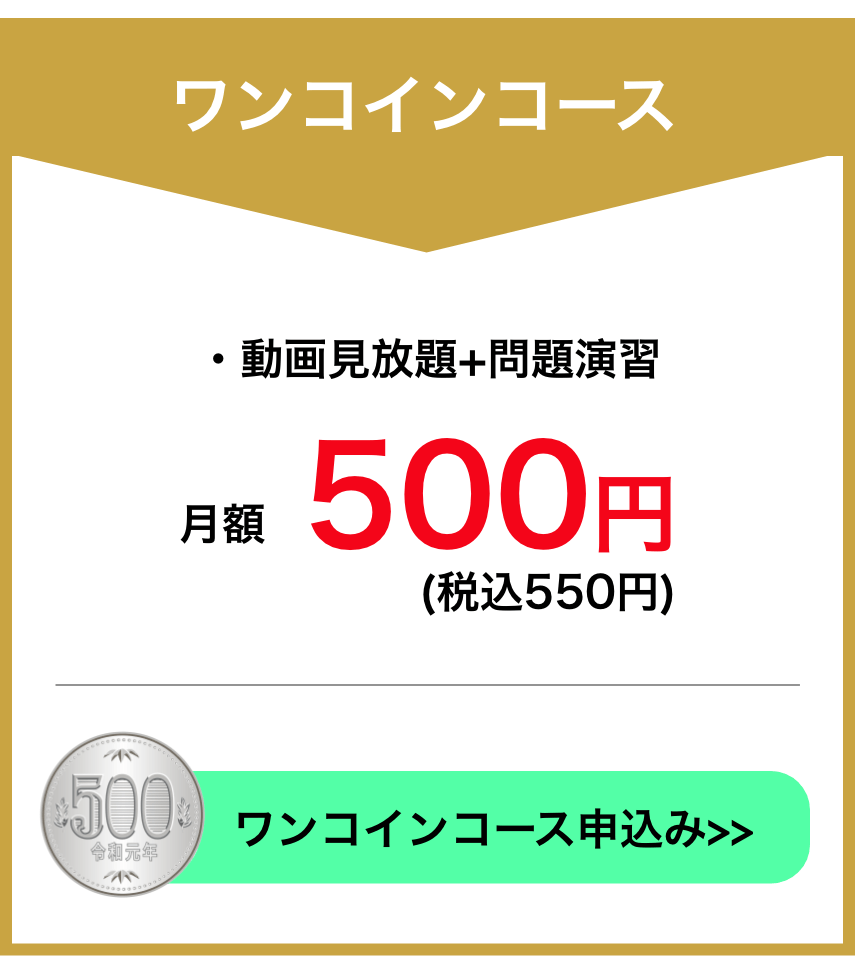 ワンコインコース
・動画見放題+問題演習
月額 500円
(税込550円)
500
令和元年
ワンコインコース申込み>>